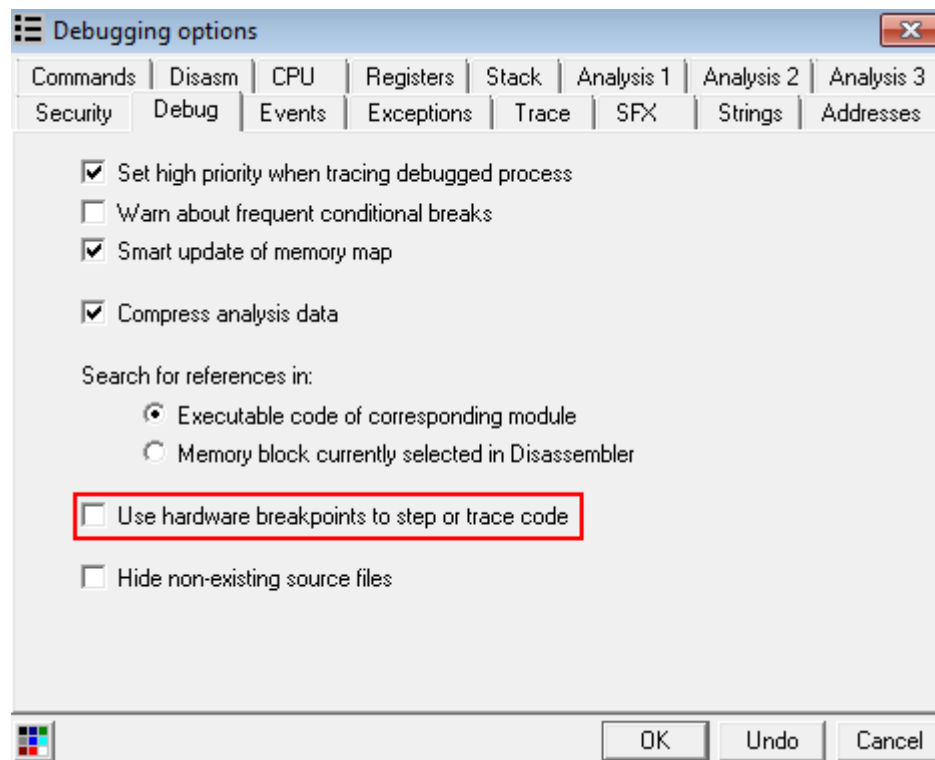 Debugging options
Commands Disasm CPU Registers Stack Analysis 1 Analysis 2 Analysis 3
Security Debug Events Exceptions Trace SFX Strings Addresses
Set high priority when tracing debugged process
Warn about frequent conditional breaks
Smart update of memory map
Compress analysis data
Search for references in:
Executable code of corresponding module
Memory block currently selected in Disassembler
Use hardware breakpoints to step or trace code
Hide non-existing source files
OK Undo Cancel